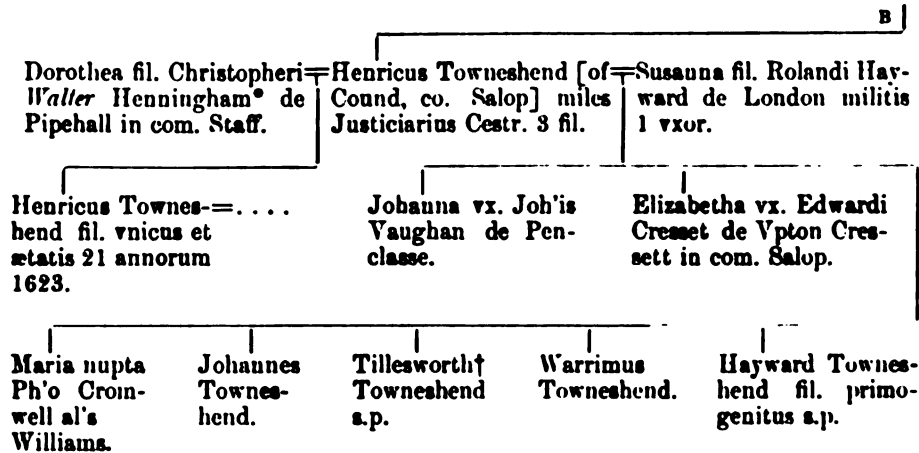 B
Dorothea fil. Christopheri=Henricus Towneshend [of=Susanna fil. Rolandi Hay-
Walter Henningham* de Cound, co. Salop] miles ward de London militis
Pipehall in com. Staff. Justiciarius Cestr. 3 fil. 1 vxor.
Henricus Townes-=.... Johanna vx. Joh'is Elizabetha vx. Edwardi
hend fil. vnicus et Vaughan de Pen- Cresset de Vpton Cres-
ætatis 21 annorum classe. sett in com. Salop.
1623.
Maria nupta Johannes Tillesworth† Warrimus Hayward Townes-
Ph'o Crom- Townes- Towneshend Towneshend. hend fil. primo-
well al's hend. s.p. genitus s.p.
Williams.